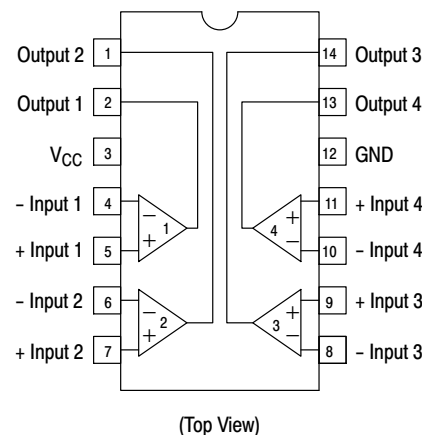 Output 2 1 14 Output 3
Output 1 2 13 Output 4
VCC 3 12 GND
– Input 1 4 – 1 + 4 11 + Input 4
+ Input 1 5 + – 10 – Input 4
– Input 2 6 – 2 + 3 9 + Input 3
+ Input 2 7 + – 8 – Input 3
(Top View)